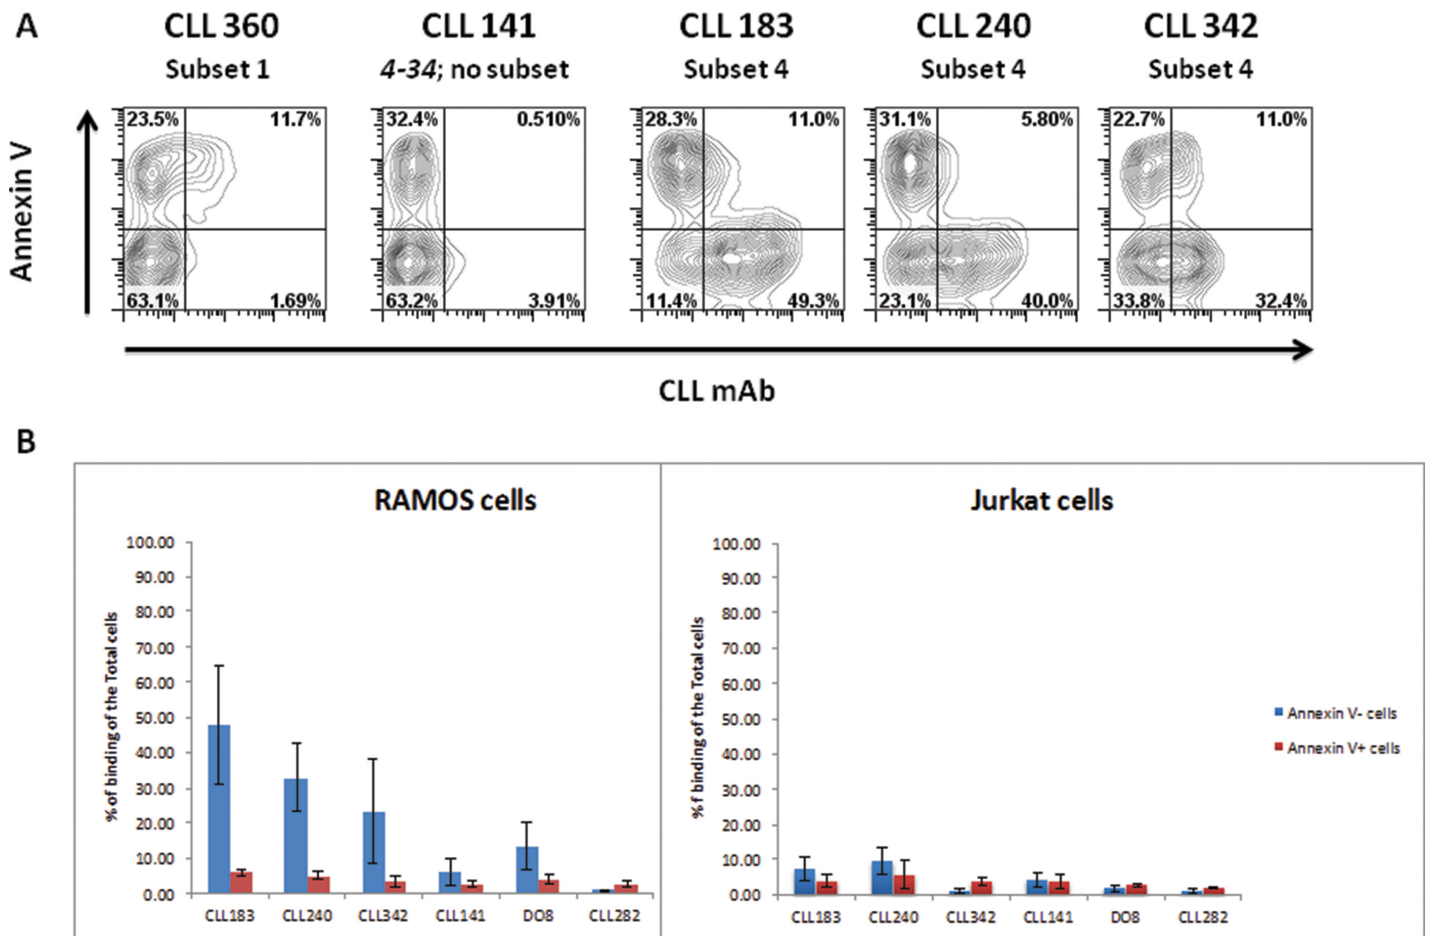 A
CLL 360 CLL 141 CLL 183 CLL 240 CLL 342
Subset 1 4-34; no subset Subset 4 Subset 4 Subset 4
Annexin V
23.5% 11.7% 32.4% 0.510% 28.3% 11.0% 31.1% 5.80% 22.7% 11.0%
63.1% 1.69% 63.2% 3.91% 11.4% 49.3% 23.1% 40.0% 33.8% 32.4%
CLL mAb
B
RAMOS cells
% of binding of the Total cells
100.00
90.00
80.00
70.00
60.00
50.00
40.00
30.00
20.00
10.00
0.00
CLL183 CLL240 CLL342 CLL141 DO8 CLL282
Jurkat cells
% f binding of the Total cells
100.00
90.00
80.00
70.00
60.00
50.00
40.00
30.00
20.00
10.00
0.00
CLL183 CLL240 CLL342 CLL141 DO8 CLL282
Annexin V- cells
Annexin V+ cells